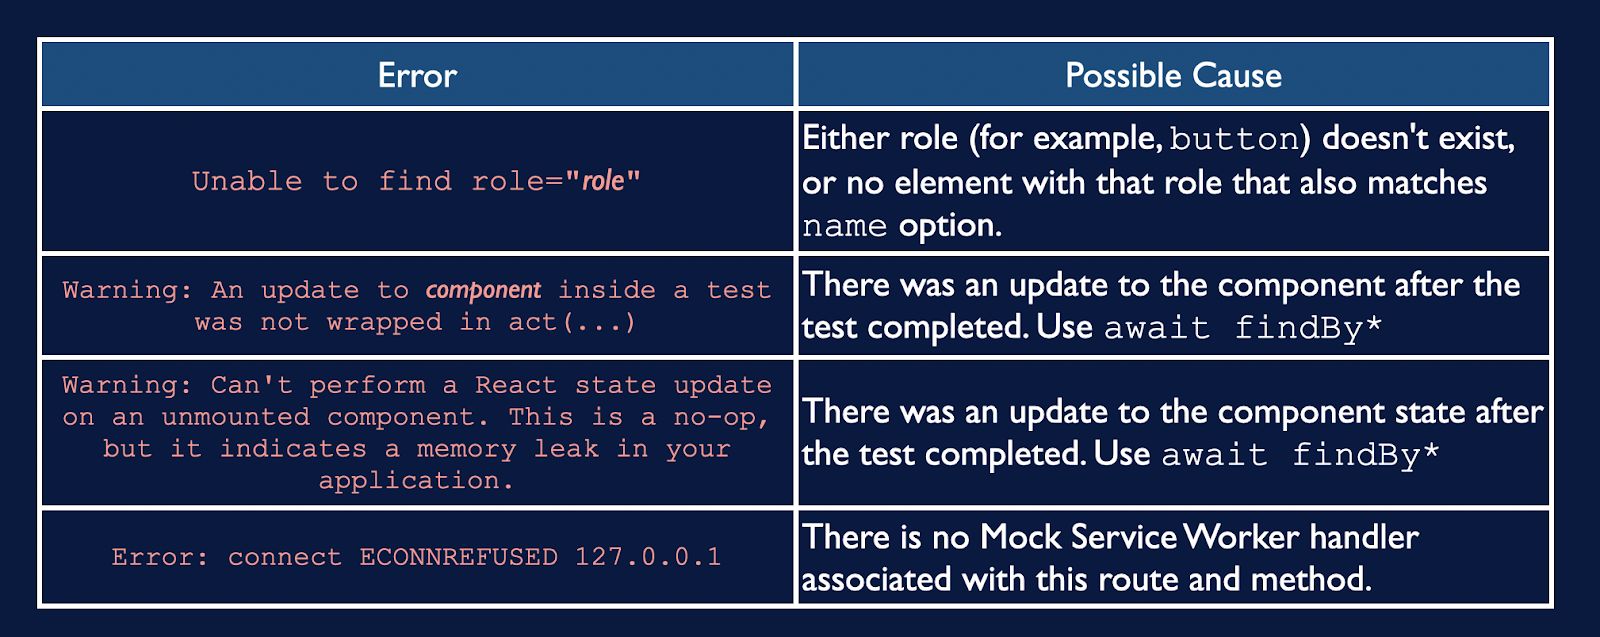 Error
Possible Cause
Unable to find role="role"
Either role (for example, button) doesn't exist,
or no element with that role that also matches
name option.
Warning: An update to component inside a test
was not wrapped in act(...)
There was an update to the component after the
test completed. Use await findBy*
Warning: Can't perform a React state update
on an unmounted component. This is a no-op,
but it indicates a memory leak in your
application.
There was an update to the component state after
the test completed. Use await findBy*
Error: connect ECONNREFUSED 127.0.0.1
There is no Mock Service Worker handler
associated with this route and method.